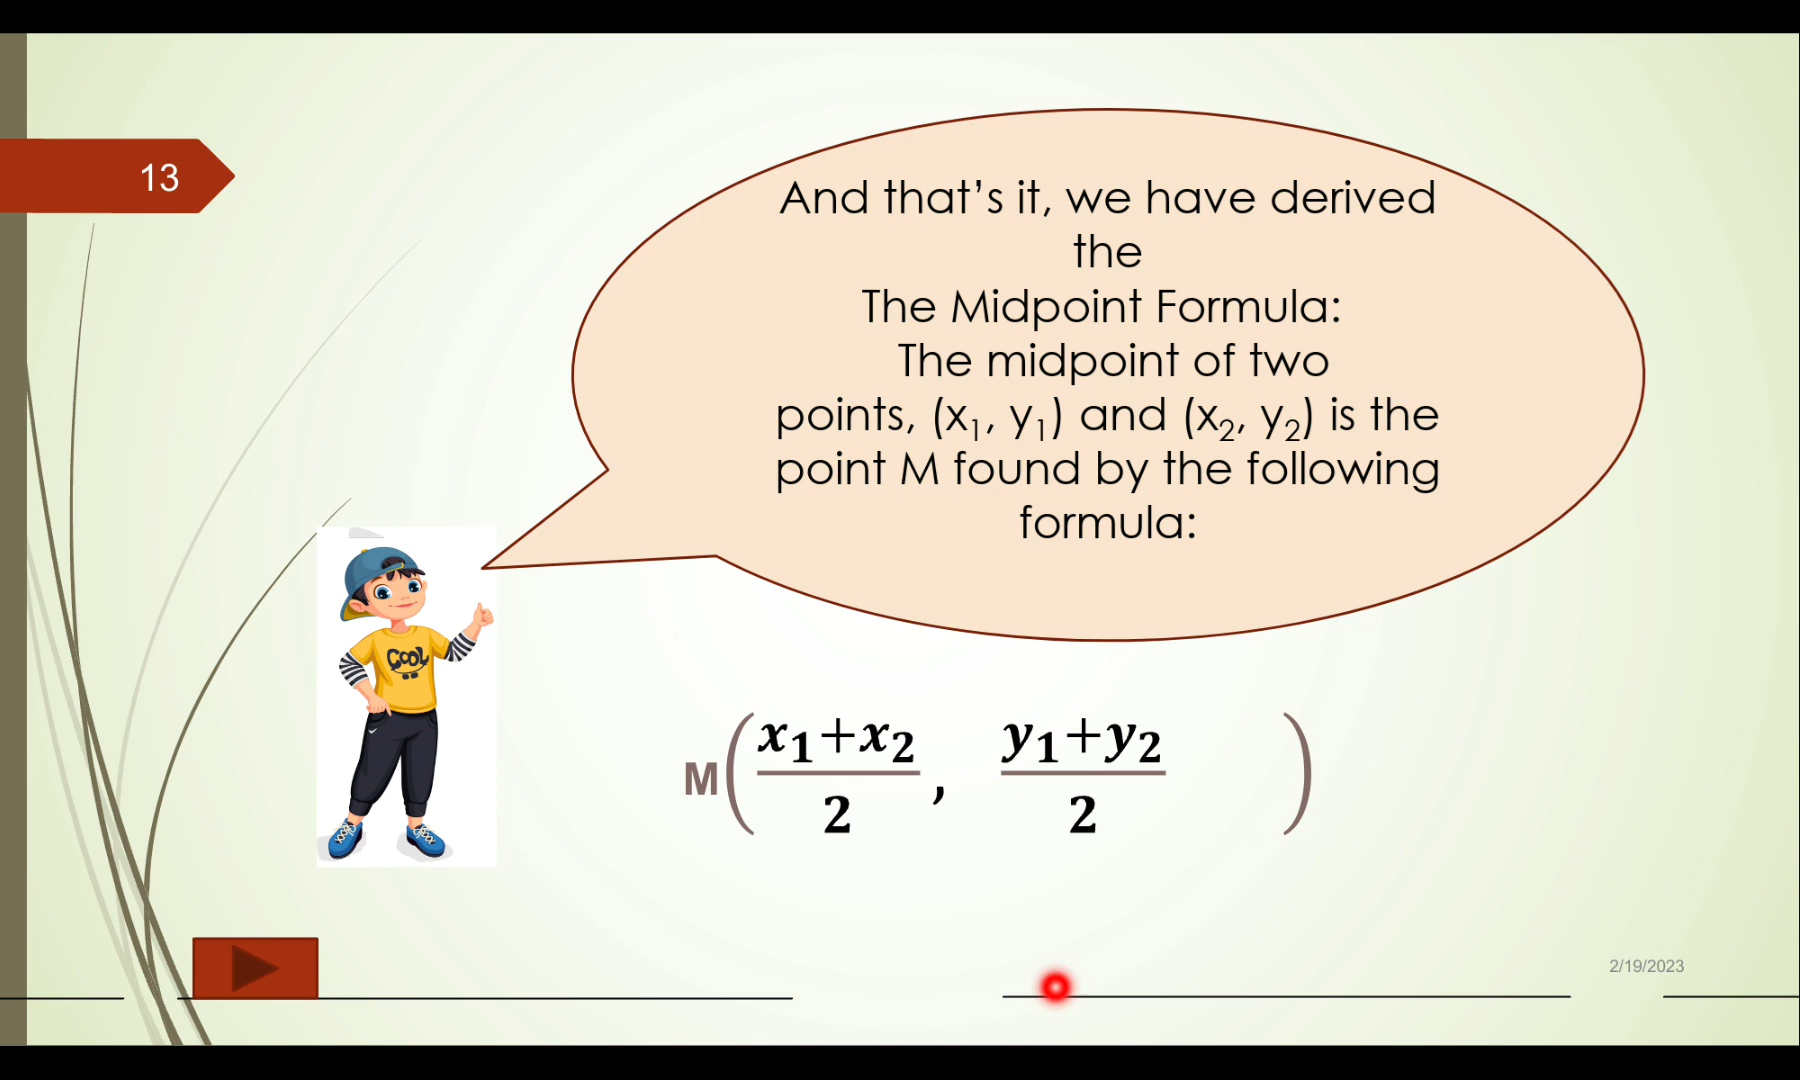 13
And that’s it, we have derived
the
The Midpoint Formula:
The midpoint of two
points, (x₁, y₁) and (x₂, y₂) is the
point M found by the following
formula:
COOL
M(x₁+x₂/2, y₁+y₂/2)
2/19/2023